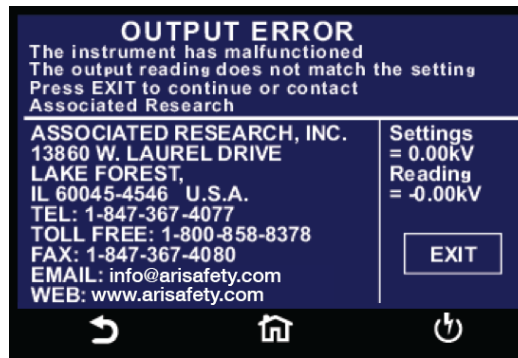 OUTPUT ERROR
The instrument has malfunctioned
The output reading does not match the setting
Press EXIT to continue or contact
Associated Research
ASSOCIATED RESEARCH, INC.
13860 W. LAUREL DRIVE
LAKE FOREST,
IL 60045-4546 U.S.A.
TEL: 1-847-367-4077
TOLL FREE: 1-800-858-8378
FAX: 1-847-367-4080
EMAIL: info@arisafety.com
WEB: www.arisafety.com
Settings
= 0.00kV
Reading
= -0.00kV
EXIT